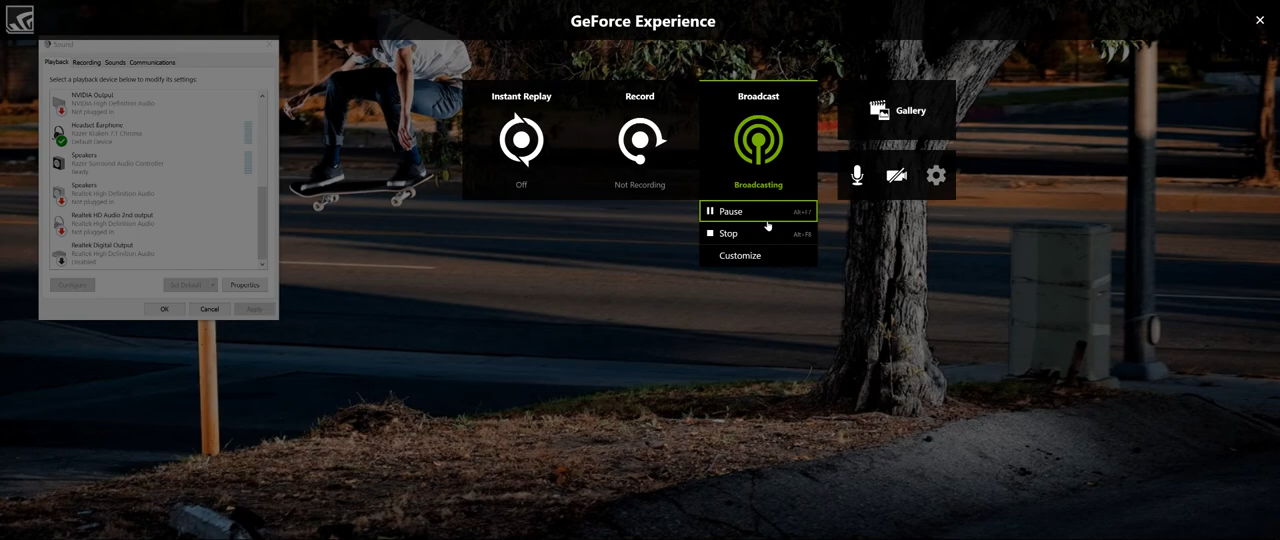 GeForce Experience
Sound
Playback Recording Sounds Communications
Select a playback device below to modify its settings:
NVIDIA Output
NVIDIA High Definition Audio
Not plugged in
Headset Earphone
Razer Kraken 7.1 Chroma
Default Device
Speakers
Razer Surround Audio Controller
Ready
Speakers
Realtek High Definition Audio
Not plugged in
Realtek HD Audio 2nd output
Realtek High Definition Audio
Not plugged in
Realtek Digital Output
Realtek High Definition Audio
Disabled
Configure Set Default Properties
OK Cancel Apply
Instant Replay
Off
Record
Not Recording
Broadcast
Broadcasting
Pause Alt+F7
Stop Alt+F8
Customize
Gallery